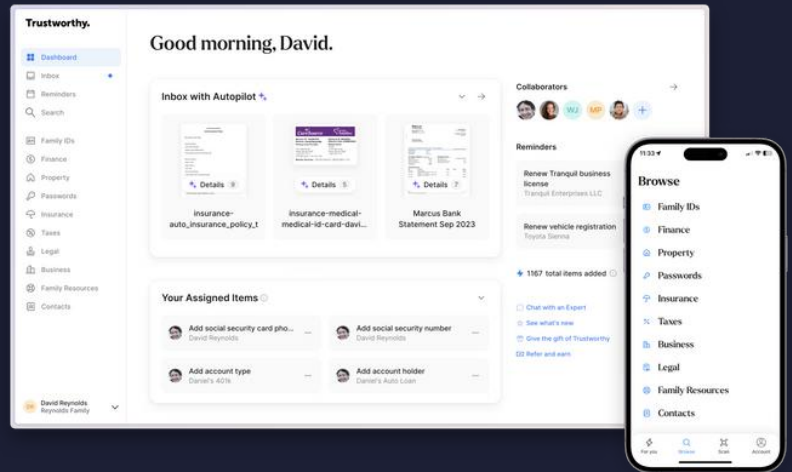 Trustworthy.
Dashboard
Inbox
Reminders
Search
Family IDs
Finance
Property
Passwords
Insurance
Taxes
Legal
Business
Family Resources
Contacts
DR
David Reynolds
Reynolds Family
Good morning, David.
Inbox with Autopilot
Details 9
insurance-
auto_insurance_policy_t
CareSource
Details 5
insurance-medical-
medical-id-card-davi...
Marcus
Details 7
Marcus Bank
Statement Sep 2023
Your Assigned Items
Add social security card pho...
David Reynolds
Add social security number
David Reynolds
Add account type
Daniel's 401k
Add account holder
Daniel's Auto Loan
Collaborators
WJ
MP
Reminders
Renew Tranquil business
license
Tranquil Enterprises LLC
Renew vehicle registration
Toyota Sienna
1167 total items added
Chat with an Expert
See what's new
Give the gift of Trustworthy
Refer and earn
11:33
Browse
Family IDs
Finance
Property
Passwords
Insurance
Taxes
Business
Legal
Family Resources
Contacts
For you
Browse
Scan
Account